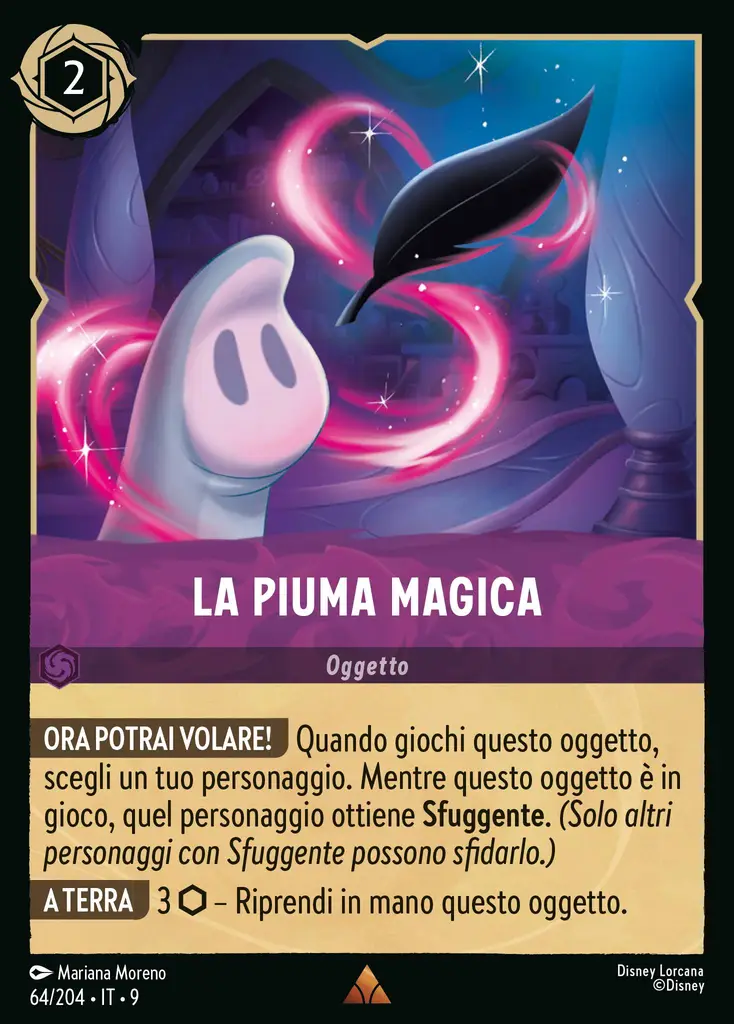 2
LA PIUMA MAGICA
Oggetto
ORA POTRAI VOLARE! Quando giochi questo oggetto,
scegli un tuo personaggio. Mentre questo oggetto è in
gioco, quel personaggio ottiene Sfuggente. (Solo altri
personaggi con Sfuggente possono sfidarlo.)
A TERRA 3 ⬡ – Riprendi in mano questo oggetto.
Mariana Moreno
64/204 • IT • 9
Disney Lorcana
©Disney